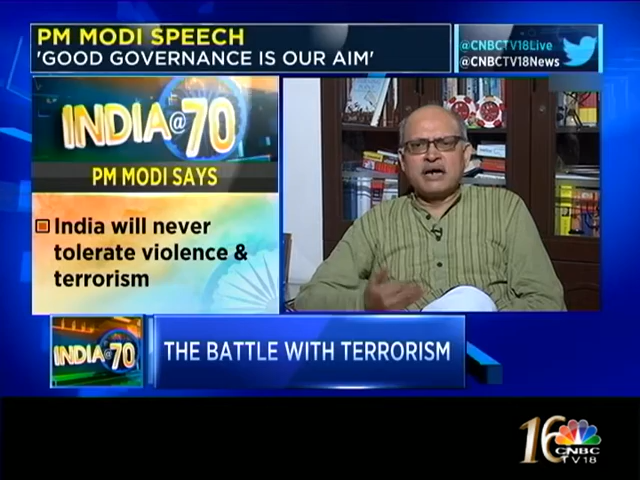 PM MODI SPEECH
'GOOD GOVERNANCE IS OUR AIM'
@CNBCTV18Live
@CNBCTV18News
INDIA@70
PM MODI SAYS
India will never
tolerate violence &
terrorism
INDIA@70
THE BATTLE WITH TERRORISM
16
CNBC
TV18